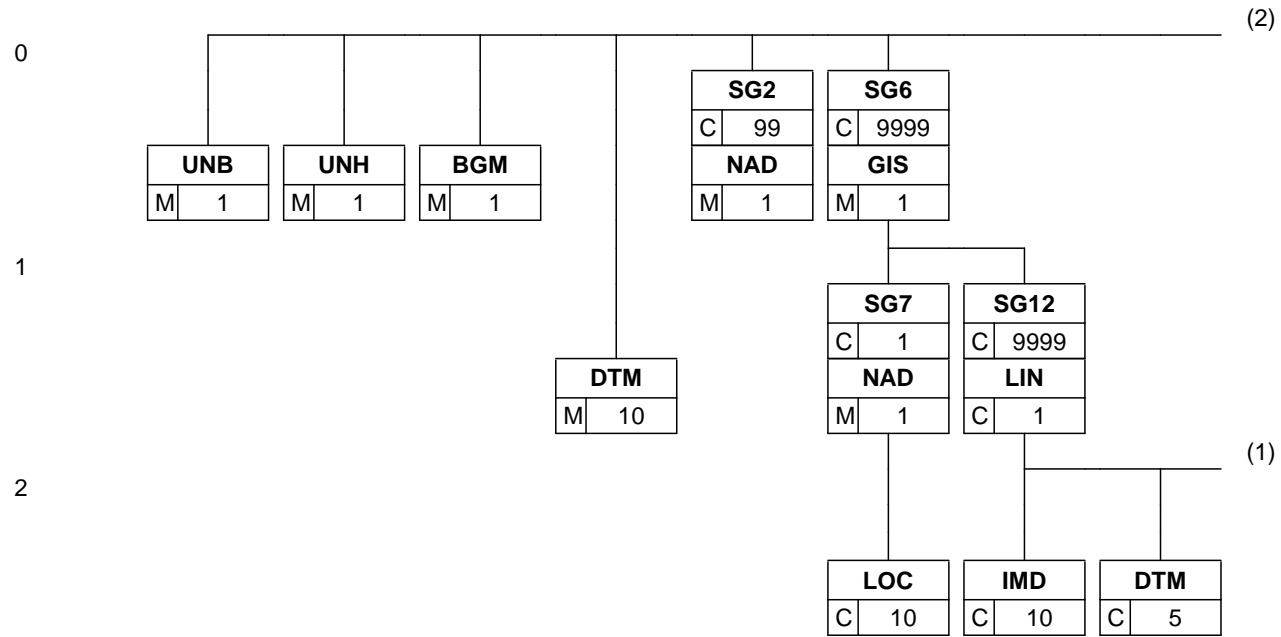 (2)
0
SG2 SG6
C 99 C 9999
UNB UNH BGM NAD GIS
M 1 M 1 M 1 M 1 M 1
1
SG7 SG12
C 1 C 9999
DTM NAD LIN
M 10 M 1 C 1
(1)
2
LOC IMD DTM
C 10 C 10 C 5